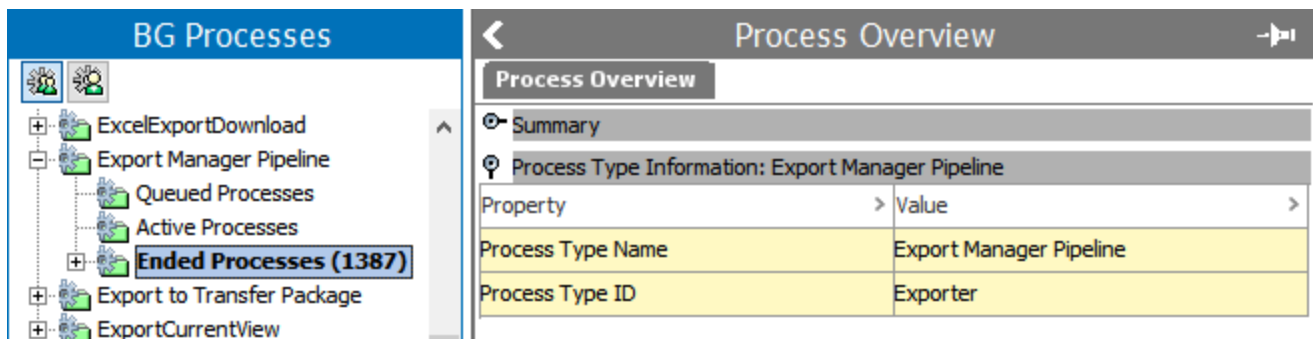 BG Processes
ExcelExportDownload
Export Manager Pipeline
Queued Processes
Active Processes
Ended Processes (1387)
Export to Transfer Package
ExportCurrentView
Process Overview
Process Overview
Summary
Process Type Information: Export Manager Pipeline
Property > Value >
Process Type Name Export Manager Pipeline
Process Type ID Exporter